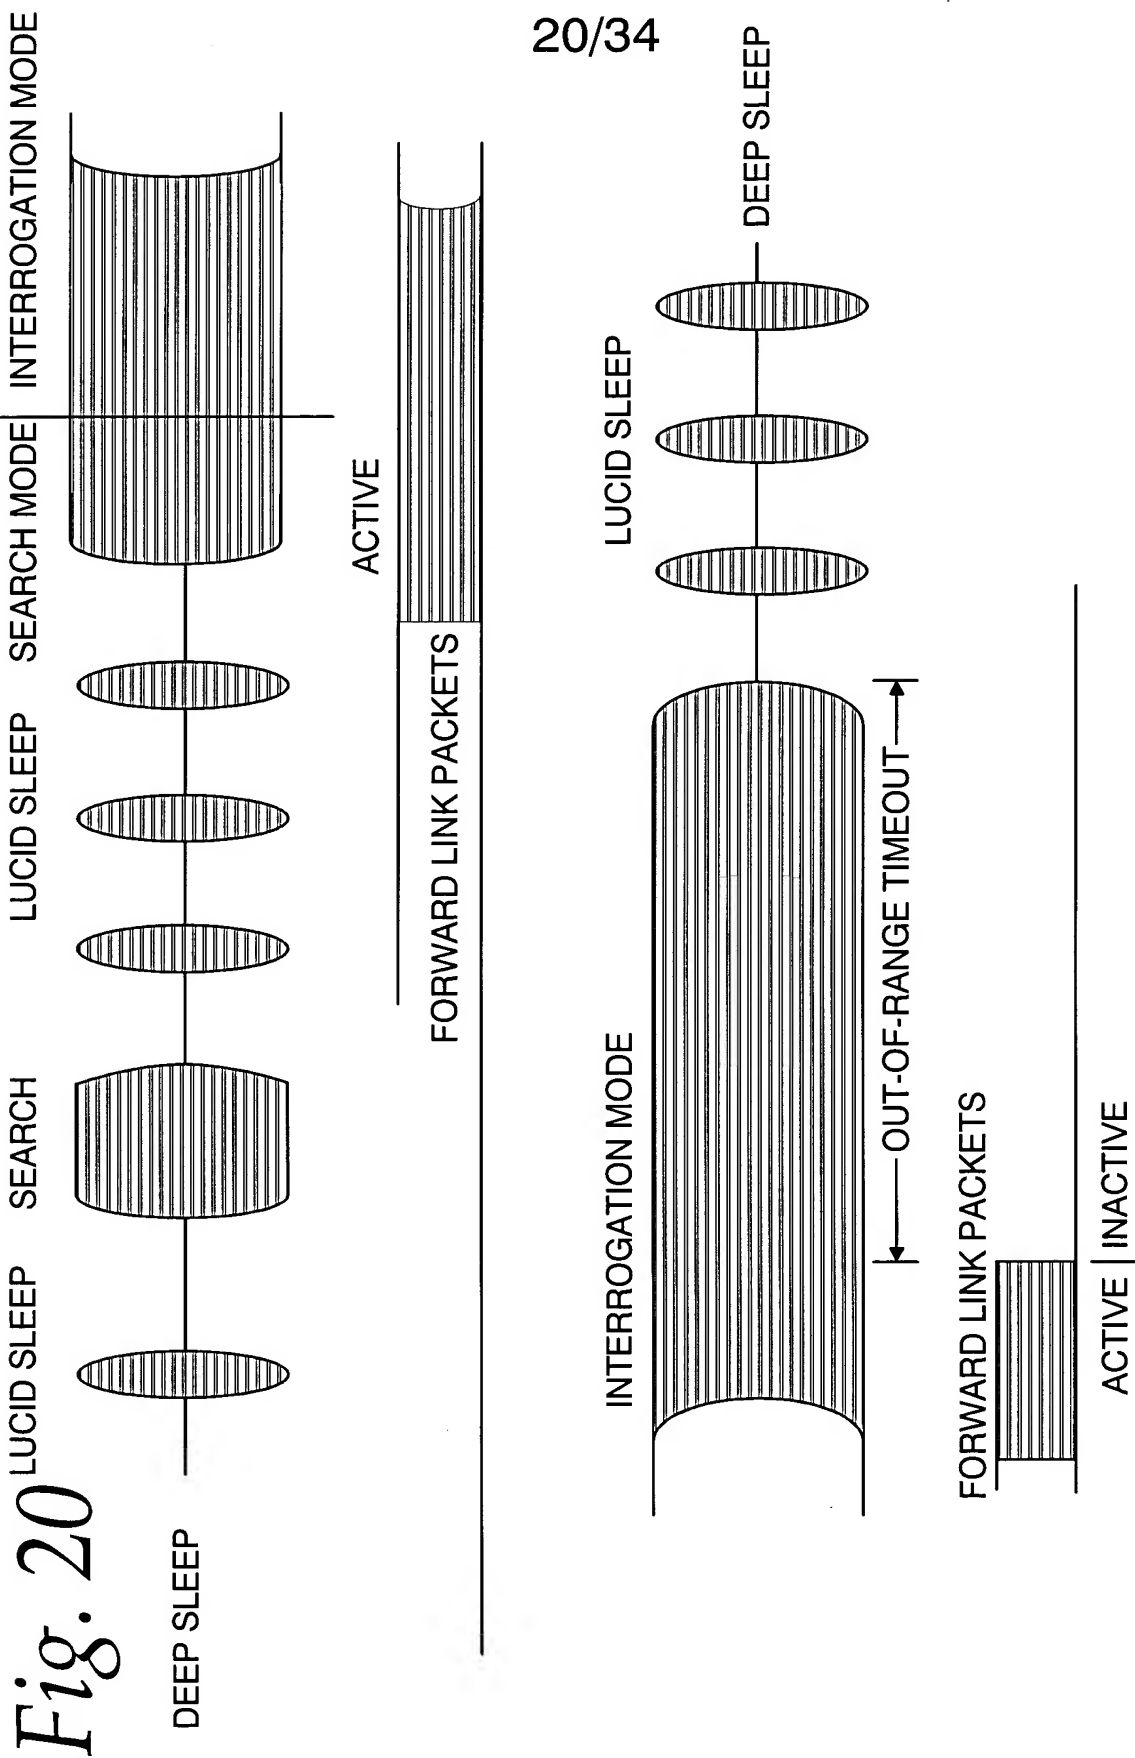 20/34
Fig. 20
LUCID SLEEP
SEARCH
LUCID SLEEP
SEARCH MODE
INTERROGATION MODE
DEEP SLEEP
ACTIVE
FORWARD LINK PACKETS
INTERROGATION MODE
LUCID SLEEP
DEEP SLEEP
OUT-OF-RANGE TIMEOUT
FORWARD LINK PACKETS
ACTIVE | INACTIVE